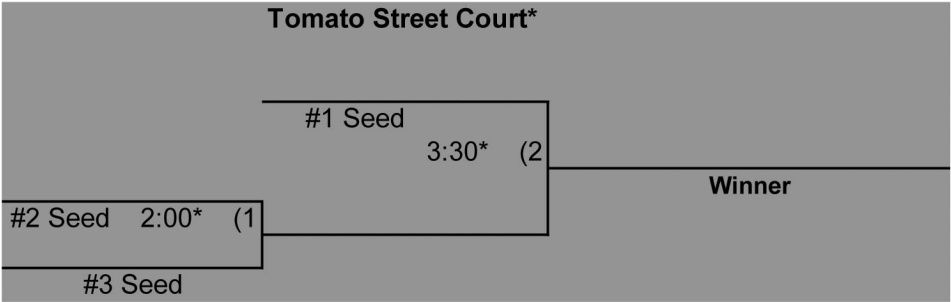 Tomato Street Court*
#1 Seed
3:30* (2
Winner
#2 Seed 2:00* (1
#3 Seed